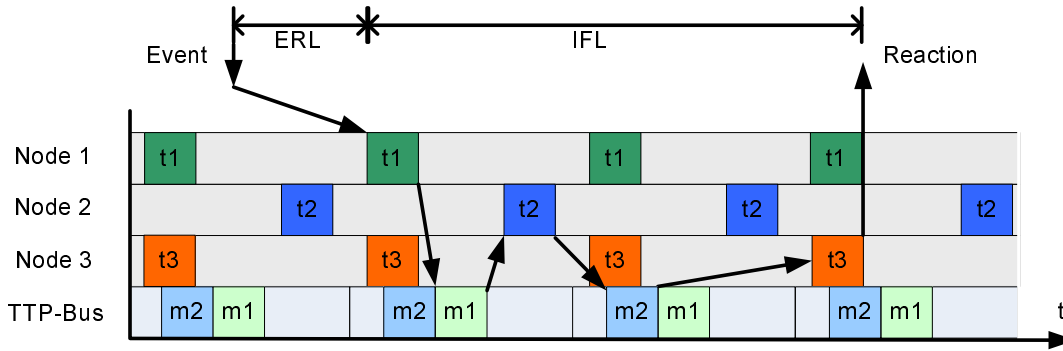 ERL IFL
Event Reaction
Node 1 t1 t1 t1 t1
Node 2 t2 t2 t2 t2
Node 3 t3 t3 t3 t3
TTP-Bus m2 m1 m2 m1 m2 m1 m2 m1 t